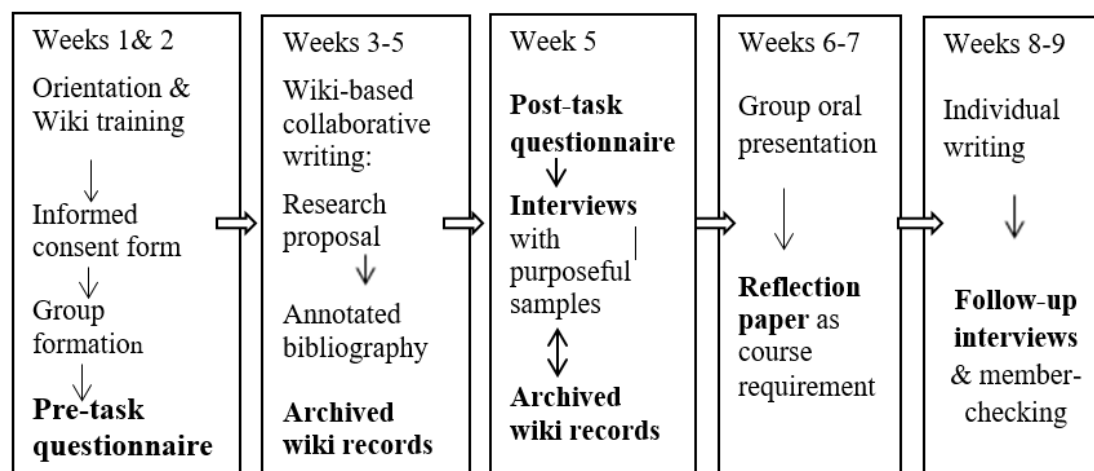 Weeks 1& 2
Orientation &
Wiki training
Informed
consent form
Group
formation
Pre-task
questionnaire
Weeks 3-5
Wiki-based
collaborative
writing:
Research
proposal
Annotated
bibliography
Archived
wiki records
Week 5
Post-task
questionnaire
Interviews
with
purposeful
samples
Archived
wiki records
Weeks 6-7
Group oral
presentation
Reflection
paper as
course
requirement
Weeks 8-9
Individual
writing
Follow-up
interviews
& member-
checking